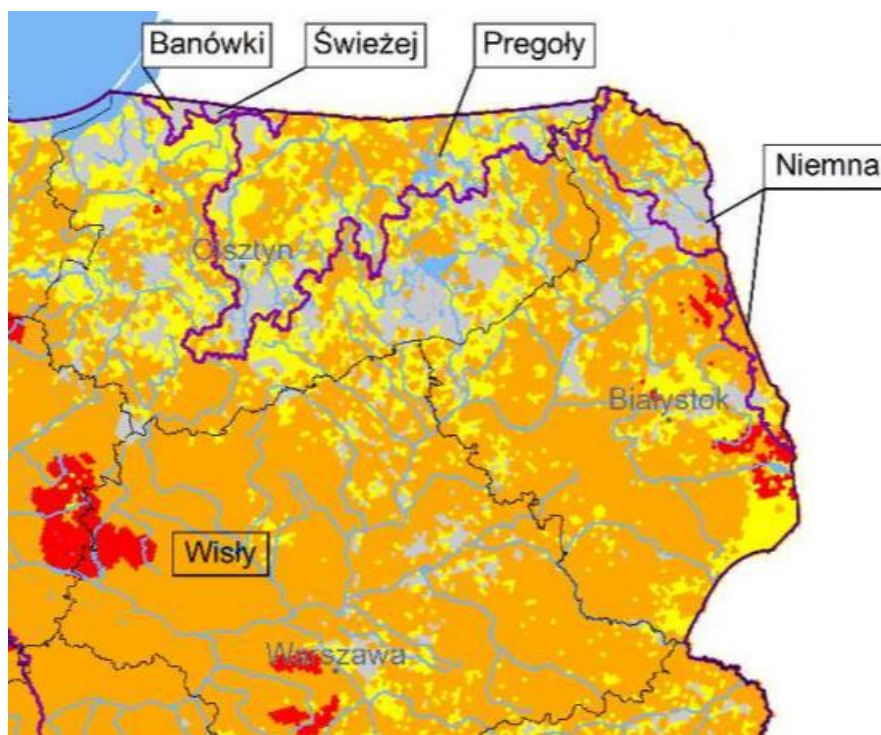 Banówki
Świeżej
Pregoły
Niemna
Olsztyn
Białystok
Wisły
Warszawa